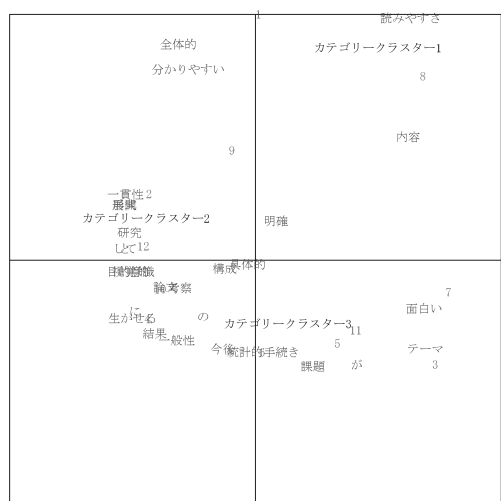 1
読みやすさ
全体的
カテゴリークラスター1
分かりやすい
8
内容
9
一貫性 2
展開
カテゴリークラスター2
明確
研究
して 12
構成
具体的
目的
論文
考察
7
面白い
に
生かせる
の
カテゴリークラスター3
11
結果
一般性
5
今後
統計的手続き
テーマ
課題
が
3